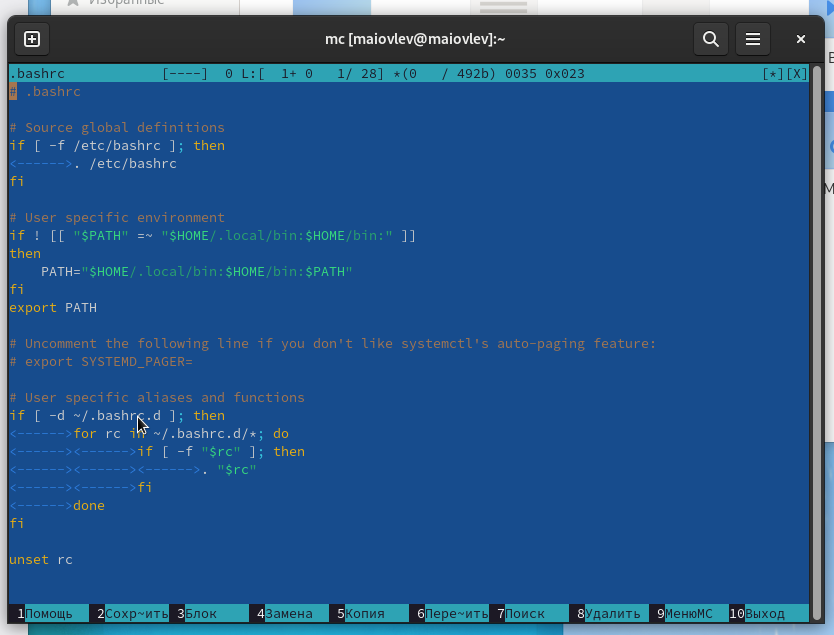 Избранные
mc [maiovlev@maiovlev]:~
.bashrc            [----]  0 L:[  1+ 0   1/ 28] *(0   / 492b) 0035 0x023                      [*][X]
# .bashrc
# Source global definitions
if [ -f /etc/bashrc ]; then
<------>. /etc/bashrc
fi
# User specific environment
if ! [[ "$PATH" =~ "$HOME/.local/bin:$HOME/bin:" ]]
then
    PATH="$HOME/.local/bin:$HOME/bin:$PATH"
fi
export PATH
# Uncomment the following line if you don't like systemctl's auto-paging feature:
# export SYSTEMD_PAGER=
# User specific aliases and functions
if [ -d ~/.bashrc.d ]; then
<------>for rc in ~/.bashrc.d/*; do
<------><------>if [ -f "$rc" ]; then
<------><------><------>. "$rc"
<------><------>fi
<------>done
fi
unset rc
1Помощь 2Сохр~ить 3Блок 4Замена 5Копия 6Пере~ить 7Поиск 8Удалить 9МенюМС 10Выход